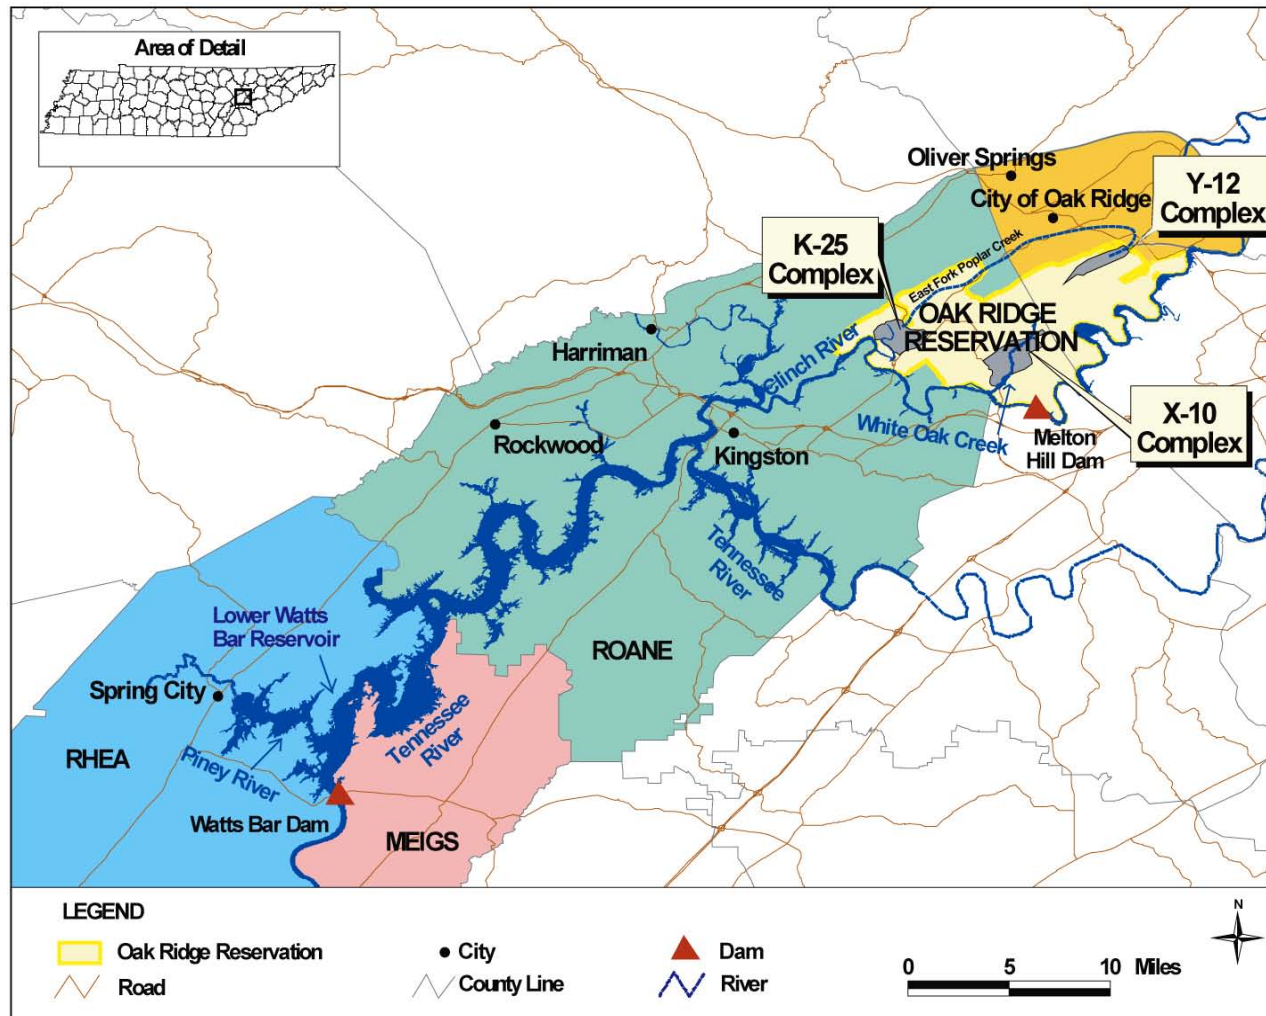 Area of Detail
Oliver Springs
City of Oak Ridge
Y-12
Complex
K-25
Complex
East Fork Poplar Creek
OAK RIDGE
RESERVATION
Harriman
Clinch River
X-10
Complex
Rockwood
Kingston
White Oak Creek
Melton
Hill Dam
Tennessee
River
Lower Watts
Bar Reservoir
ROANE
Spring City
Tennessee
River
RHEA
Piney River
Watts Bar Dam
MEIGS
LEGEND
Oak Ridge Reservation
City
Dam
Road
County Line
River
N
0 5 10 Miles